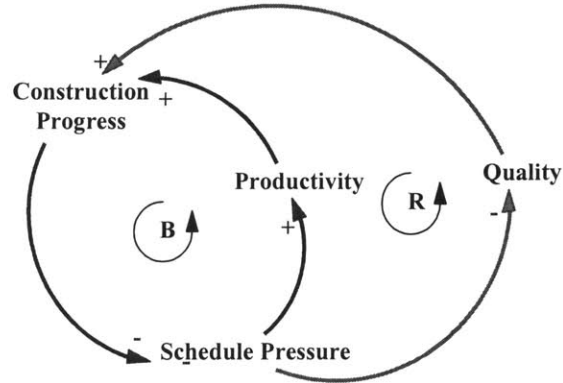 +
Construction
Progress
+
Productivity
Quality
B
R
+
-
-
- Schedule Pressure